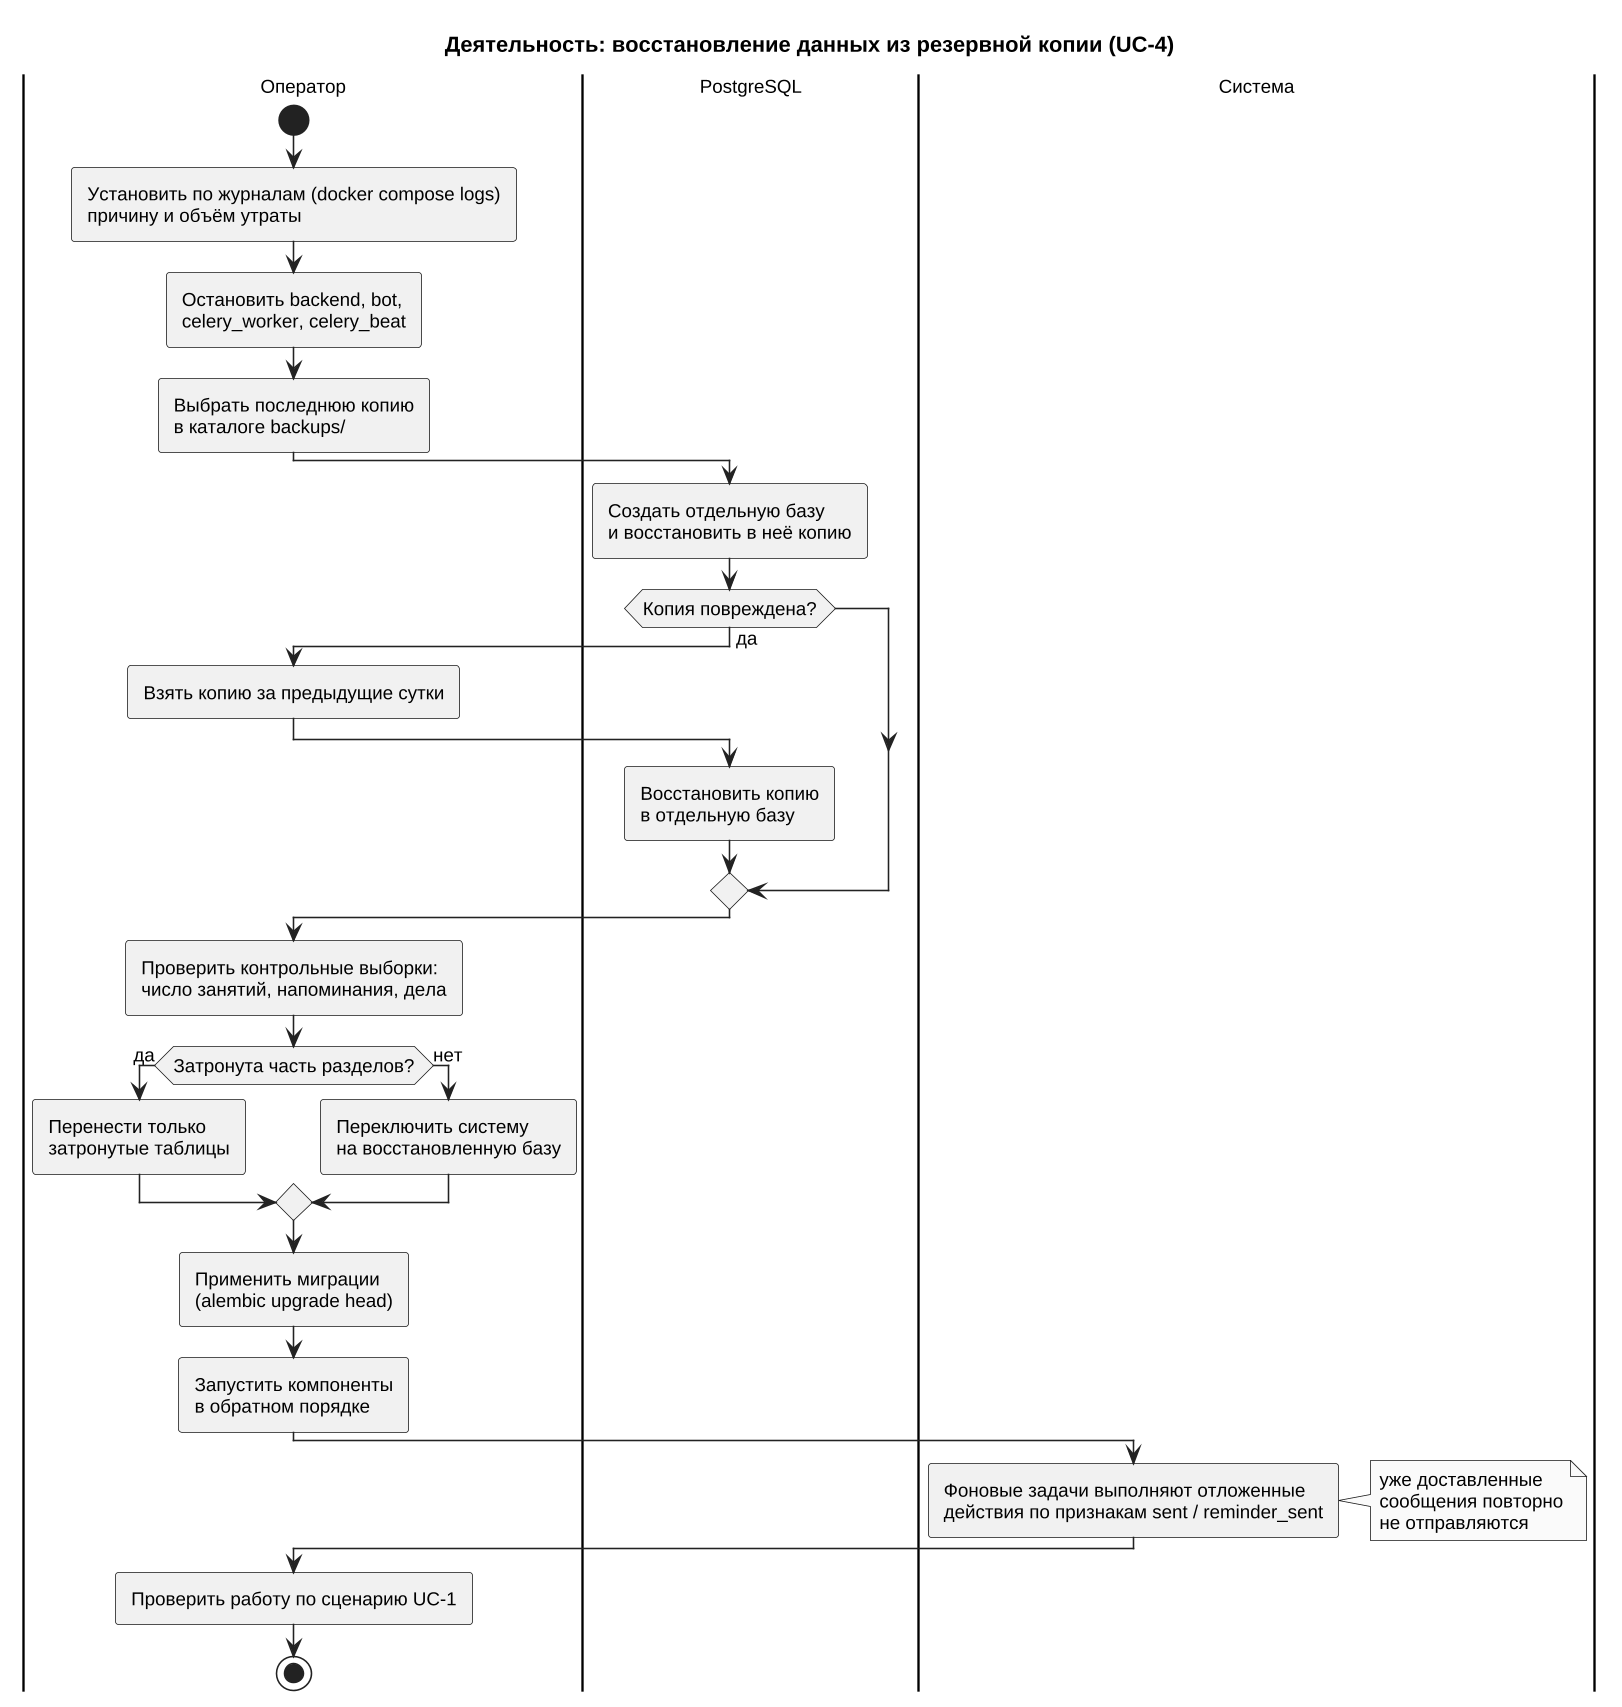 Деятельность: восстановление данных из резервной копии (UC-4)
Оператор
PostgreSQL
Система
Установить по журналам (docker compose logs)
причину и объём утраты
Остановить backend, bot,
celery_worker, celery_beat
Выбрать последнюю копию
в каталоге backups/
Создать отдельную базу
и восстановить в неё копию
Копия повреждена?
да
Взять копию за предыдущие сутки
Восстановить копию
в отдельную базу
Проверить контрольные выборки:
число занятий, напоминания, дела
да
Затронута часть разделов?
нет
Перенести только
затронутые таблицы
Переключить систему
на восстановленную базу
Применить миграции
(alembic upgrade head)
Запустить компоненты
в обратном порядке
Фоновые задачи выполняют отложенные
действия по признакам sent / reminder_sent
уже доставленные
сообщения повторно
не отправляются
Проверить работу по сценарию UC-1